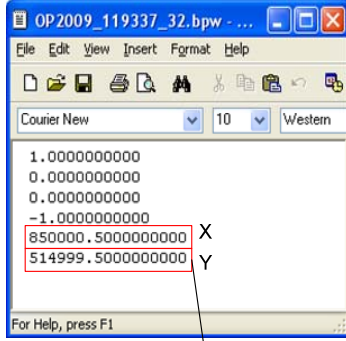 OP2009_119337_32.bpw - ...
File Edit View Insert Format Help
Courier New 10 Western
1.0000000000
0.0000000000
0.0000000000
-1.0000000000
850000.5000000000 X
514999.5000000000 Y
For Help, press F1